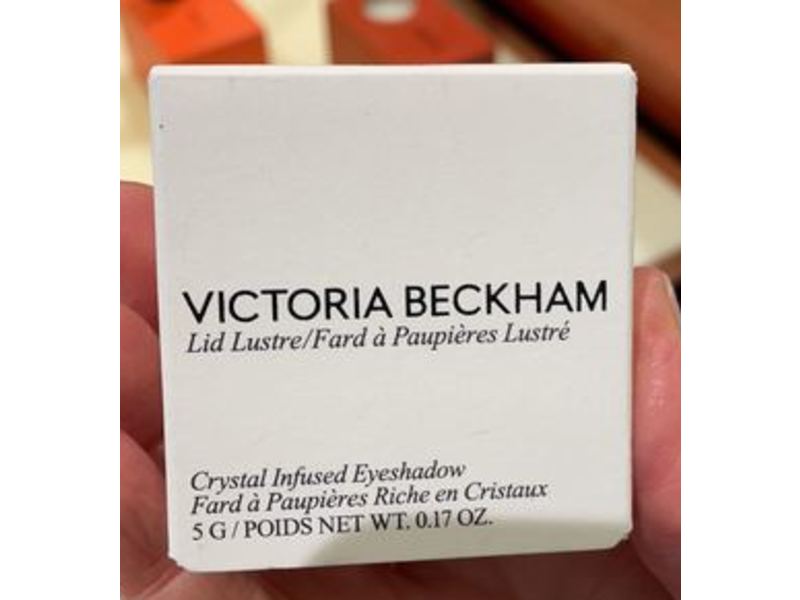 VICTORIA BECKHAM
Lid Lustre/Fard à Paupières Lustré
Crystal Infused Eyeshadow
Fard à Paupières Riche en Cristaux
5 G / POIDS NET WT. 0.17 OZ.